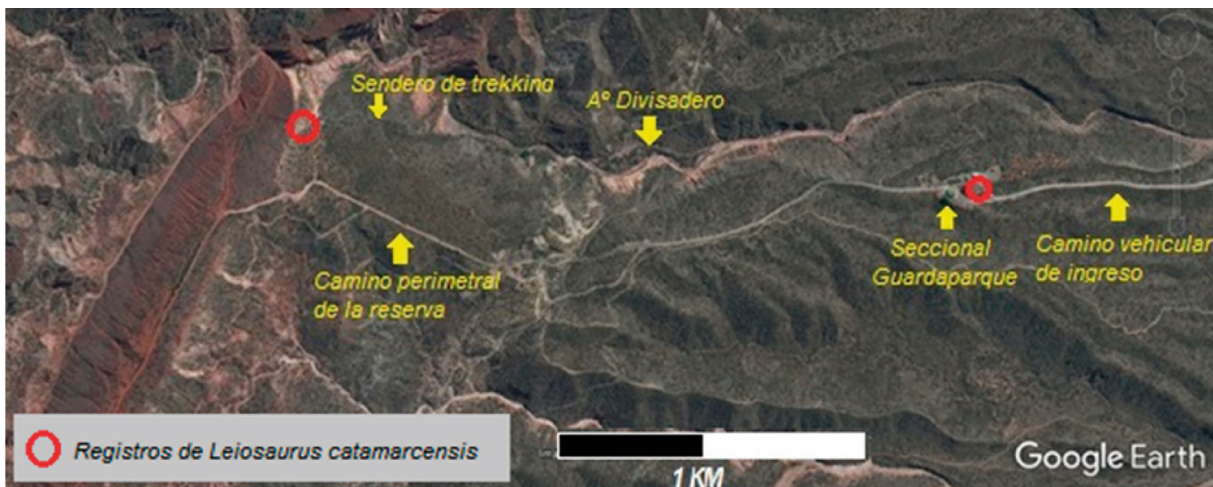 Sendero de trekking
Aº Divisadero
Camino perimetral
de la reserva
Seccional
Guardaparque
Camino vehicular
de ingreso
Registros de Leiosaurus catamarcensis
1 KM
Google Earth